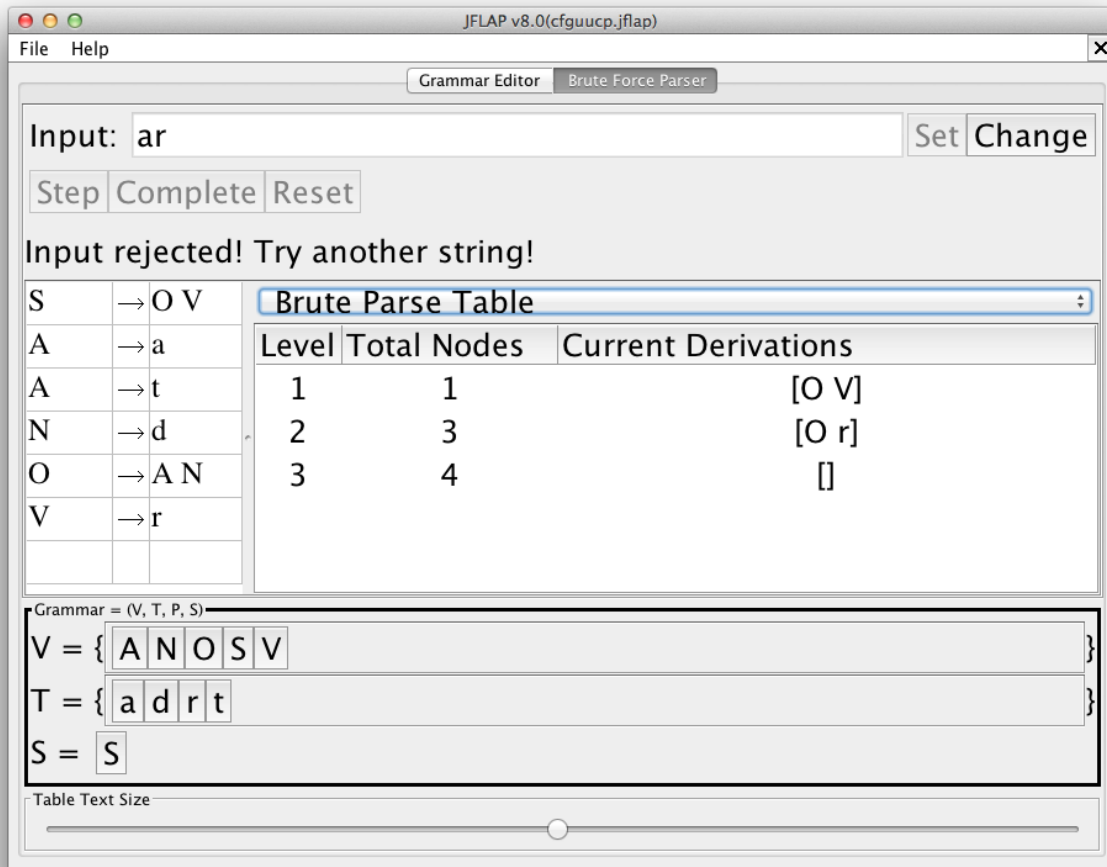 JFLAP v8.0(cfguucp.jflap)
File Help
Grammar Editor Brute Force Parser
Input: ar Set Change
Step Complete Reset
Input rejected! Try another string!
S → O V
A → a
A → t
N → d
O → A N
V → r
Brute Parse Table
Level Total Nodes Current Derivations
1 1 [O V]
2 3 [O r]
3 4 []
Grammar = (V, T, P, S)
V = { A N O S V }
T = { a d r t }
S = S
Table Text Size